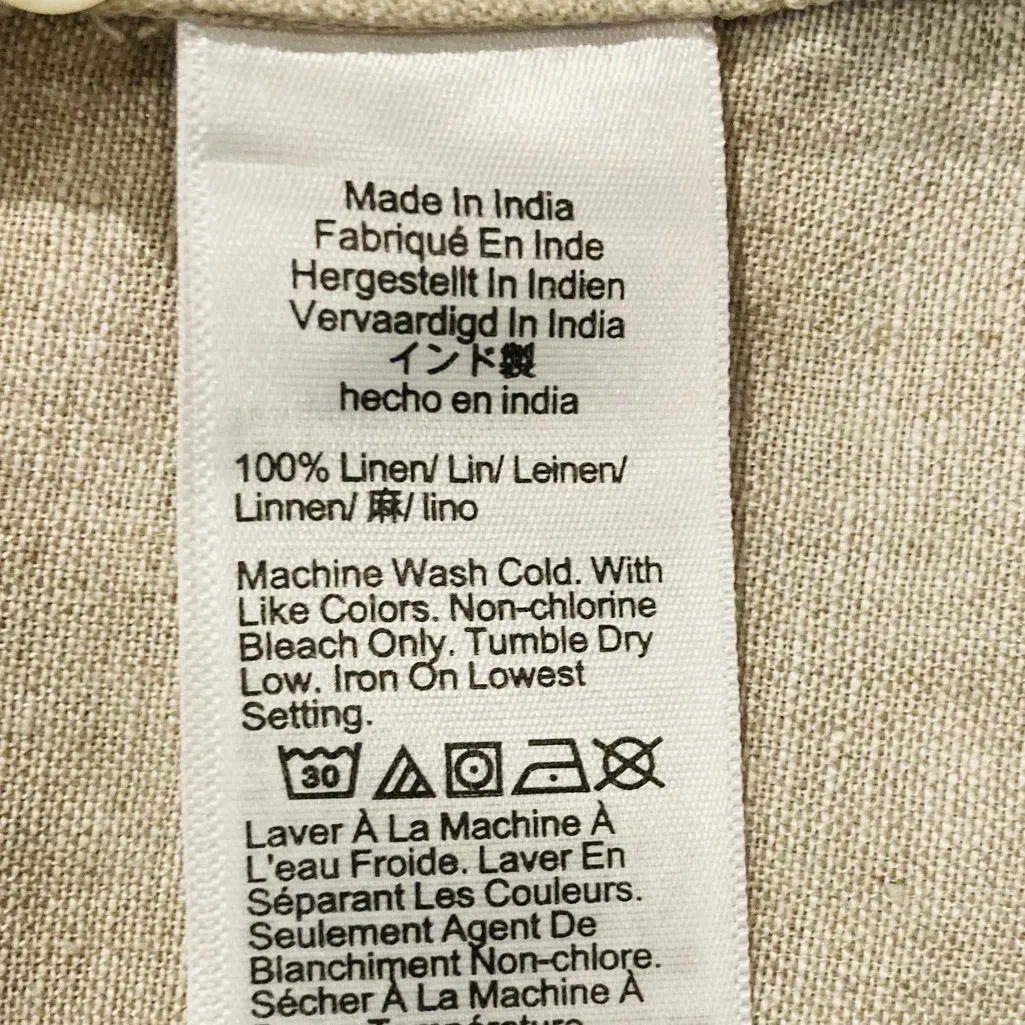 Made In India
Fabriqué En Inde
Hergestellt In Indien
Vervaardigd In India
インド製
hecho en india
100% Linen/ Lin/ Leinen/
Linnen/ 麻/ lino
Machine Wash Cold. With
Like Colors. Non-chlorine
Bleach Only. Tumble Dry
Low. Iron On Lowest
Setting.
30
Laver À La Machine À
L'eau Froide. Laver En
Séparant Les Couleurs.
Seulement Agent De
Blanchiment Non-chlore.
Sécher À La Machine À